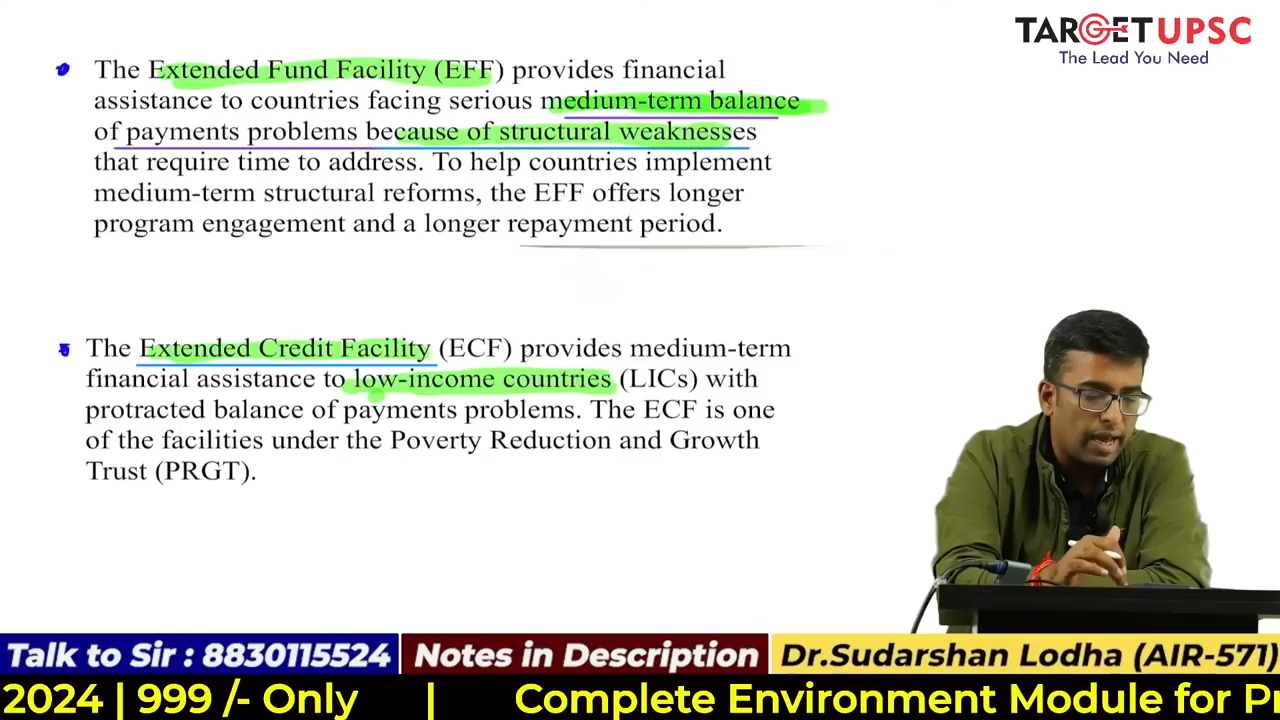 TARGET UPSC
The Lead You Need
The Extended Fund Facility (EFF) provides financial
assistance to countries facing serious medium-term balance
of payments problems because of structural weaknesses
that require time to address. To help countries implement
medium-term structural reforms, the EFF offers longer
program engagement and a longer repayment period.
The Extended Credit Facility (ECF) provides medium-term
financial assistance to low-income countries (LICs) with
protracted balance of payments problems. The ECF is one
of the facilities under the Poverty Reduction and Growth
Trust (PRGT).
Talk to Sir : 8830115524 Notes in Description Dr.Sudarshan Lodha (AIR-571)
2024 | 999 /- Only | Complete Environment Module for